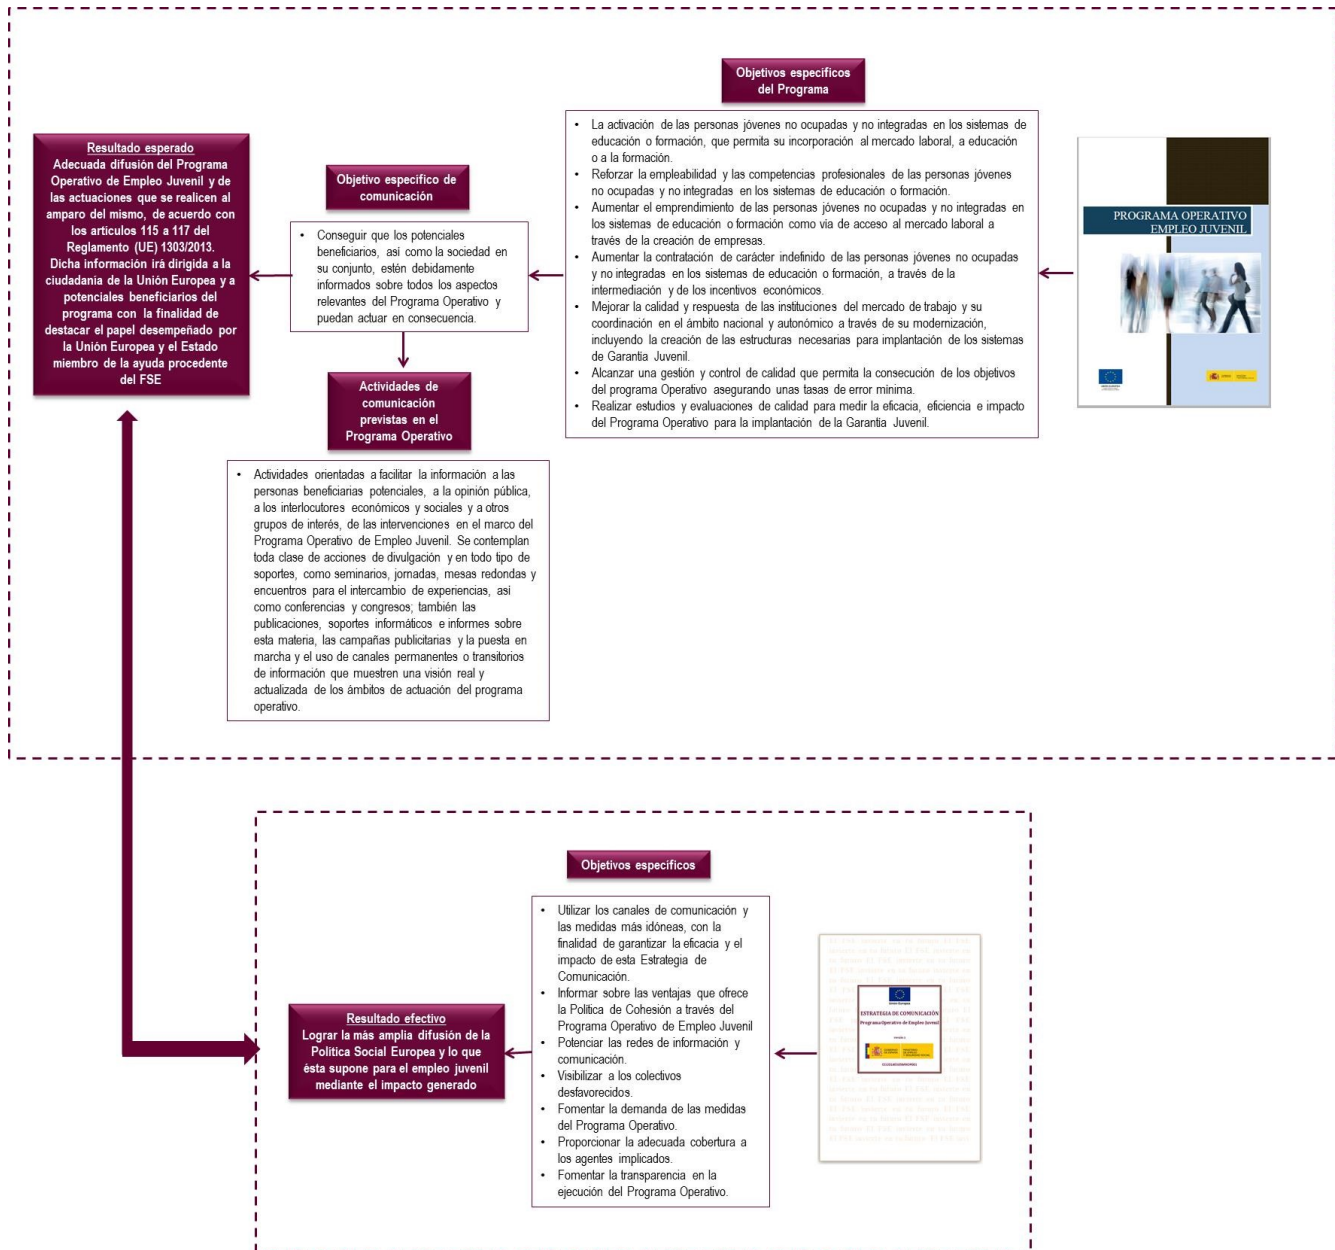 Objetivos específicos
del Programa
• La activación de las personas jóvenes no ocupadas y no integradas en los sistemas de
educación o formación, que permita su incorporación al mercado laboral, a educación
o a la formación.
• Reforzar la empleabilidad y las competencias profesionales de las personas jóvenes
no ocupadas y no integradas en los sistemas de educación o formación.
• Aumentar el emprendimiento de las personas jóvenes no ocupadas y no integradas en
los sistemas de educación o formación como vía de acceso al mercado laboral a
través de la creación de empresas.
• Aumentar la contratación de carácter indefinido de las personas jóvenes no ocupadas
y no integradas en los sistemas de educación o formación, a través de la
intermediación y de los incentivos económicos.
• Mejorar la calidad y respuesta de las instituciones del mercado de trabajo y su
coordinación en el ámbito nacional y autonómico a través de su modernización,
incluyendo la creación de las estructuras necesarias para implantación de los sistemas
de Garantía Juvenil.
• Alcanzar una gestión y control de calidad que permita la consecución de los objetivos
del programa Operativo asegurando unas tasas de error mínima.
• Realizar estudios y evaluaciones de calidad para medir la eficacia, eficiencia e impacto
del Programa Operativo para la implantación de la Garantía Juvenil.
PROGRAMA OPERATIVO
EMPLEO JUVENIL
Resultado esperado
Adecuada difusión del Programa
Operativo de Empleo Juvenil y de
las actuaciones que se realicen al
amparo del mismo, de acuerdo con
los artículos 115 a 117 del
Reglamento (UE) 1303/2013.
Dicha información irá dirigida a la
ciudadanía de la Unión Europea y a
potenciales beneficiarios del
programa con la finalidad de
destacar el papel desempeñado por
la Unión Europea y el Estado
miembro de la ayuda procedente
del FSE
Objetivo específico de
comunicación
• Conseguir que los potenciales
beneficiarios, así como la sociedad en
su conjunto, estén debidamente
informados sobre todos los aspectos
relevantes del Programa Operativo y
puedan actuar en consecuencia.
Actividades de
comunicación
previstas en el
Programa Operativo
• Actividades orientadas a facilitar la información a las
personas beneficiarias potenciales, a la opinión pública,
a los interlocutores económicos y sociales y a otros
grupos de interés, de las intervenciones en el marco del
Programa Operativo de Empleo Juvenil. Se contemplan
toda clase de acciones de divulgación y en todo tipo de
soportes, como seminarios, jornadas, mesas redondas y
encuentros para el intercambio de experiencias, así
como conferencias y congresos; también las
publicaciones, soportes informáticos e informes sobre
esta materia, las campañas publicitarias y la puesta en
marcha y el uso de canales permanentes o transitorios
de información que muestren una visión real y
actualizada de los ámbitos de actuación del programa
operativo.
Objetivos específicos
• Utilizar los canales de comunicación y
las medidas más idóneas, con la
finalidad de garantizar la eficacia y el
impacto de esta Estrategia de
Comunicación.
• Informar sobre las ventajas que ofrece
la Política de Cohesión a través del
Programa Operativo de Empleo Juvenil
• Potenciar las redes de información y
comunicación.
• Visibilizar a los colectivos
desfavorecidos.
• Fomentar la demanda de las medidas
del Programa Operativo.
• Proporcionar la adecuada cobertura a
los agentes implicados.
• Fomentar la transparencia en la
ejecución del Programa Operativo.
Resultado efectivo
Lograr la más amplia difusión de la
Política Social Europea y lo que
ésta supone para el empleo juvenil
mediante el impacto generado
ESTRATEGIA DE COMUNICACIÓN
Programa Operativo de Empleo Juvenil